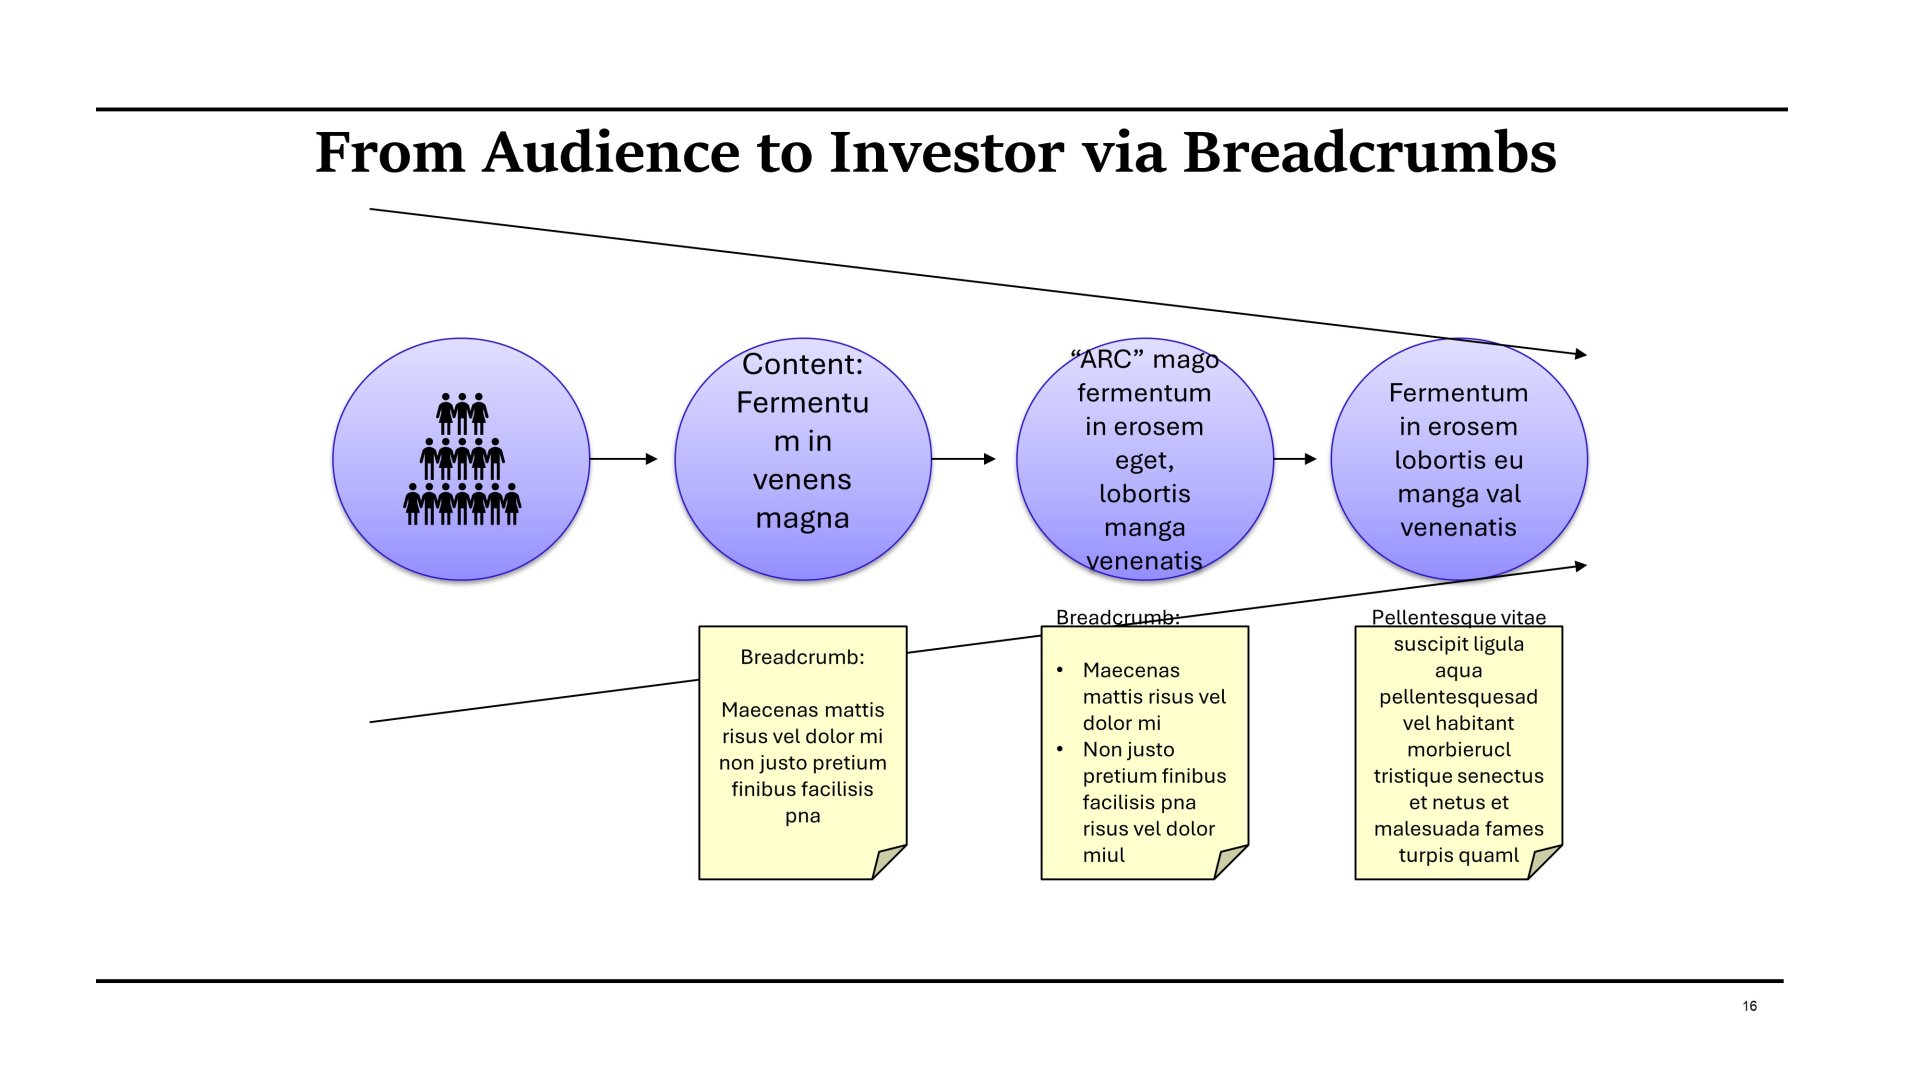 From Audience to Investor via Breadcrumbs
Content:
Fermentu
m in
venens
magna
“ARC” mago
fermentum
in erosem
eget,
lobortis
manga
venenatis
Fermentum
in erosem
lobortis eu
manga val
venenatis
Breadcrumb:
Maecenas mattis
risus vel dolor mi
non justo pretium
finibus facilisis
pna
Breadcrumb:
• Maecenas
mattis risus vel
dolor mi
• Non justo
pretium finibus
facilisis pna
risus vel dolor
miul
Pellentesque vitae
suscipit ligula
aqua
pellentesquesad
vel habitant
morbierucl
tristique senectus
et netus et
malesuada fames
turpis quaml
16